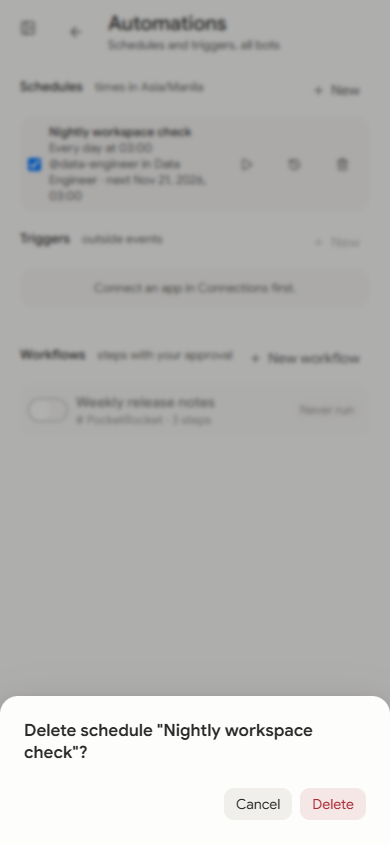 Automations
Schedules and triggers, all bots
Schedules times in Asia/Manila + New
Nightly workspace check
Every day at 03:00
@data-engineer in Data
Engineer · next Nov 21, 2026,
03:00
Triggers outside events + New
Connect an app in Connections first.
Workflows steps with your approval + New workflow
Weekly release notes
# PocketRocket · 3 steps
Never run
Delete schedule "Nightly workspace
check"?
Cancel Delete